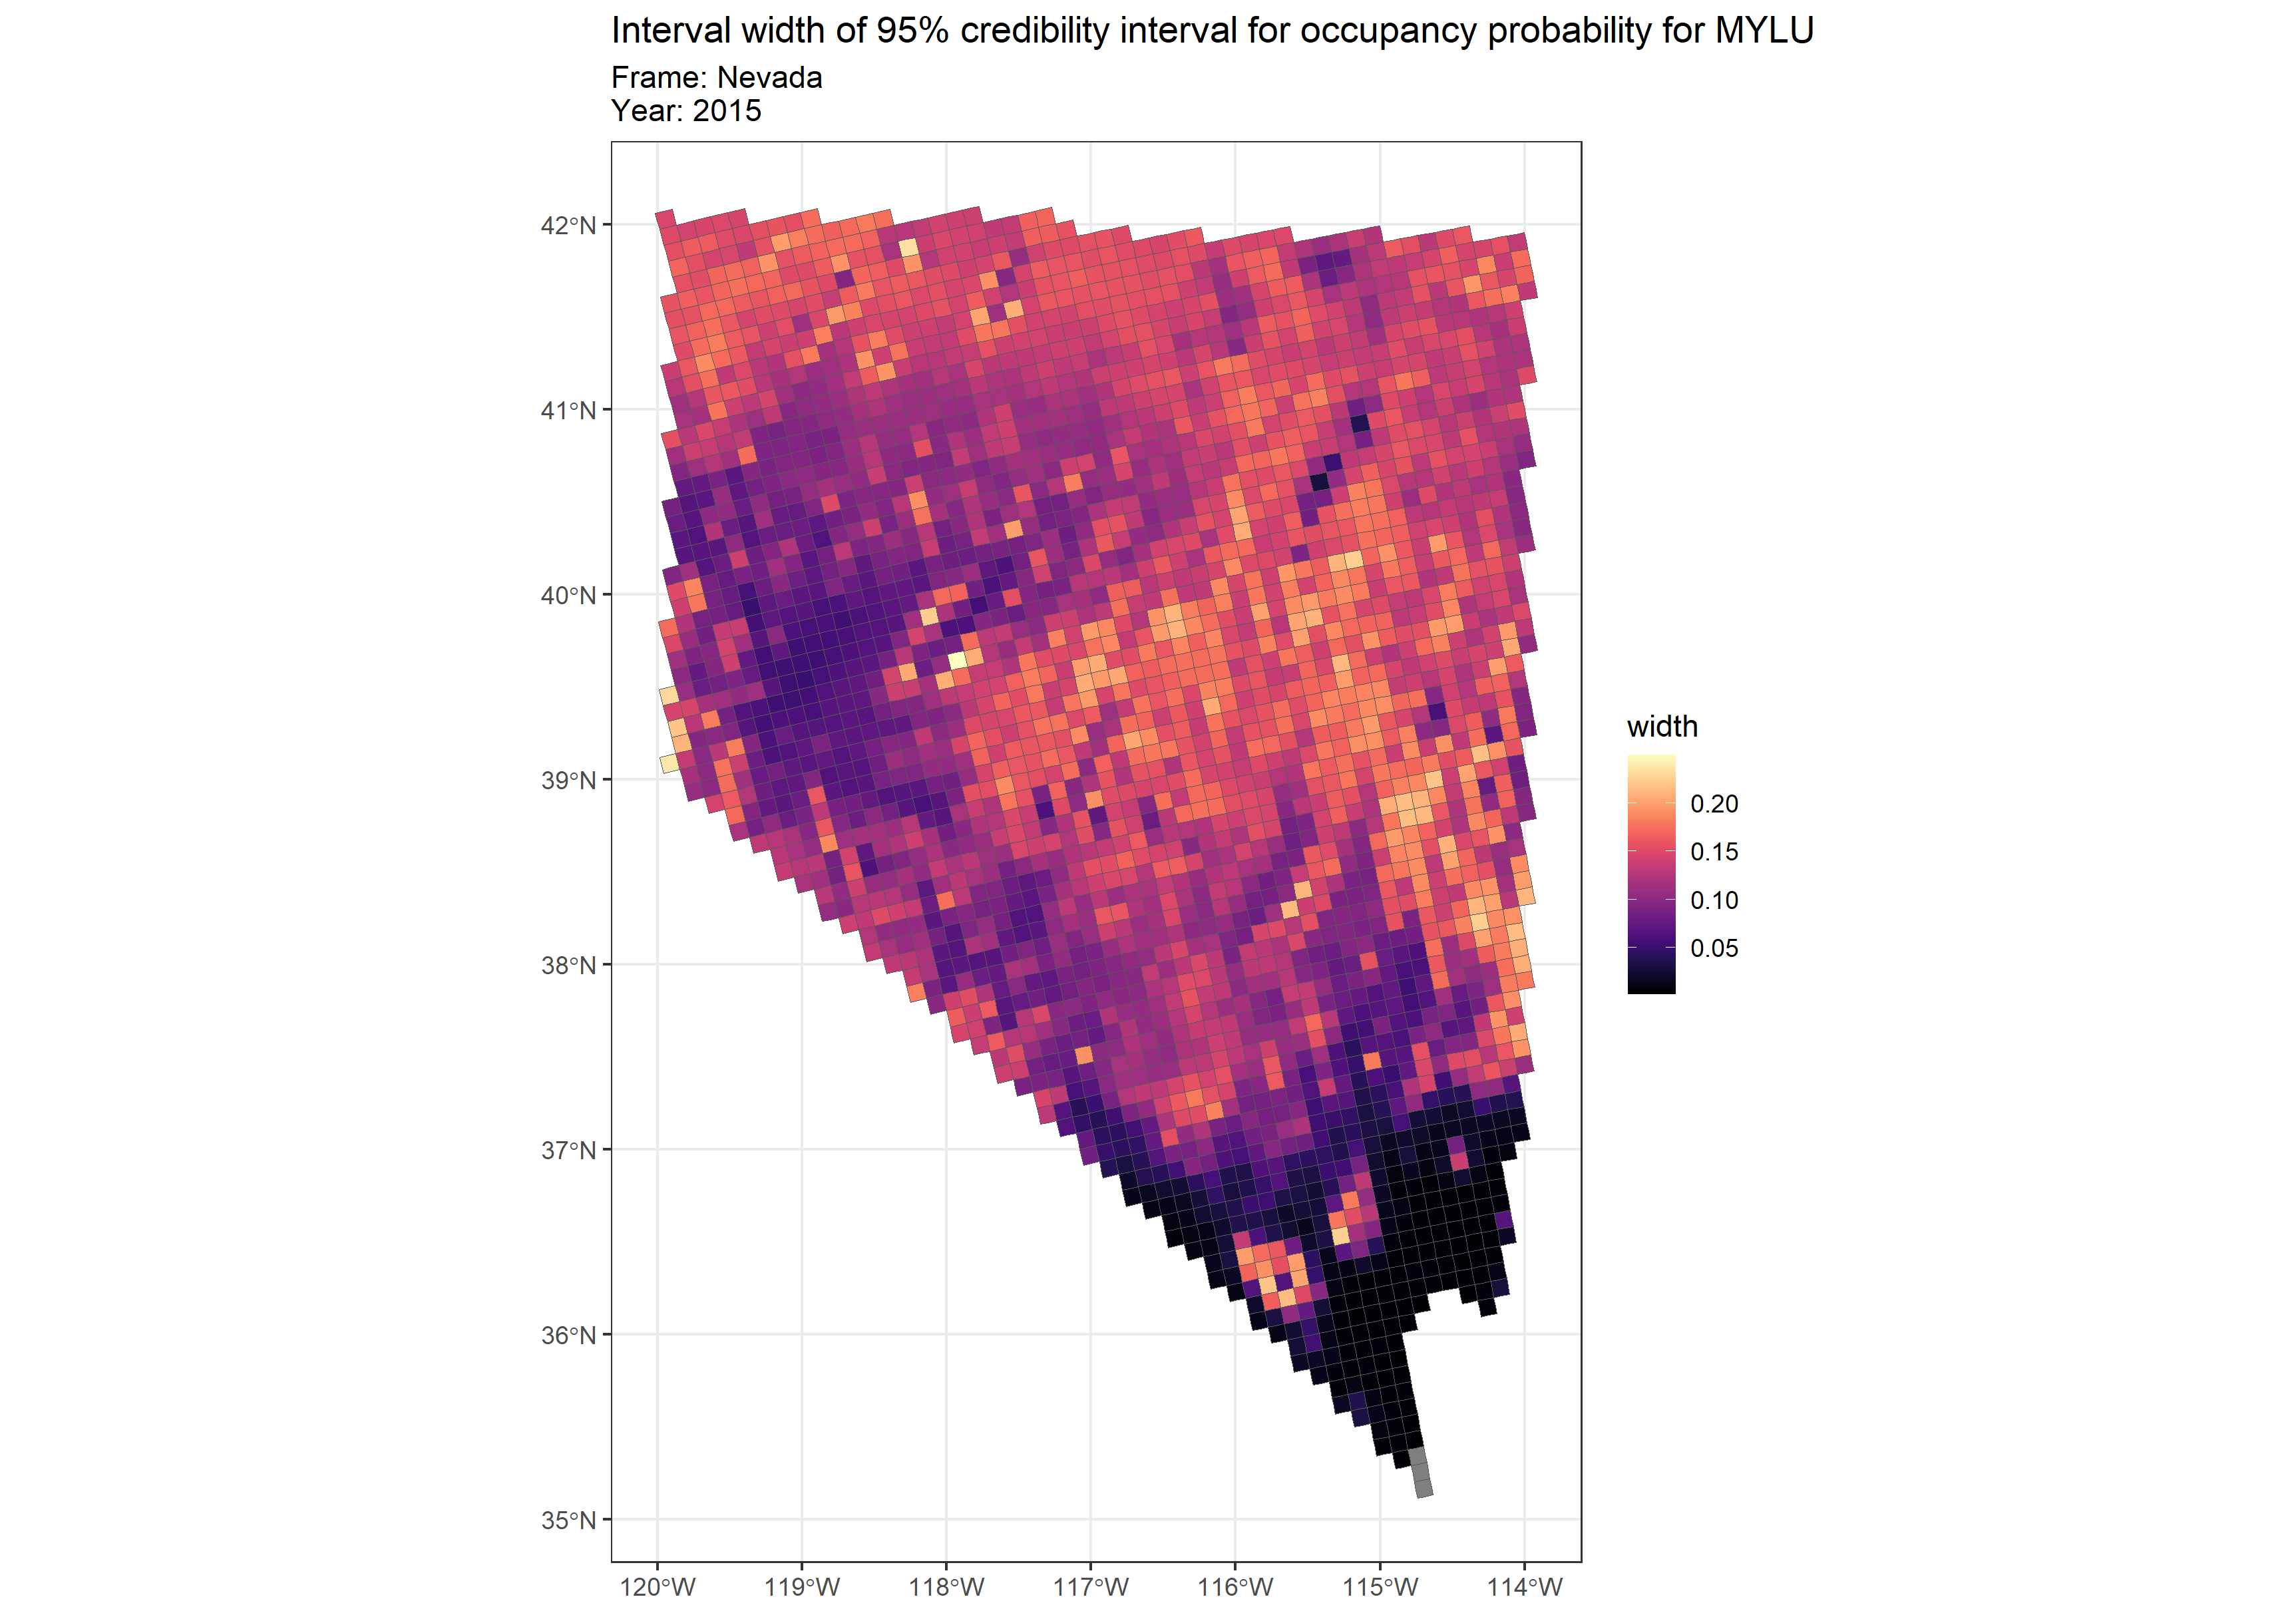 Interval width of 95% credibility interval for occupancy probability for MYLU
Frame: Nevada
Year: 2015
42°N
41°N
40°N
39°N
38°N
37°N
36°N
35°N
120°W
119°W
118°W
117°W
116°W
115°W
114°W
width
0.20
0.15
0.10
0.05